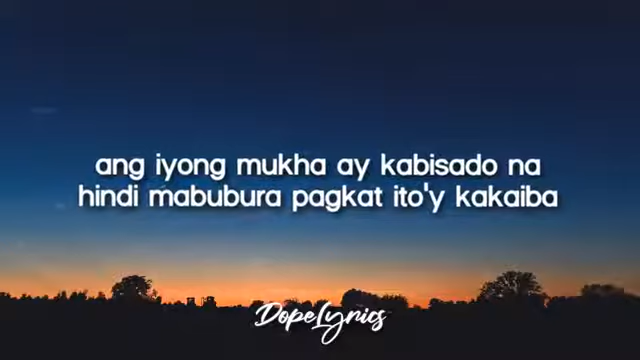 ang iyong mukha ay kabisado na
hindi mabubura pagkat ito'y kakaiba
DopeLyrics